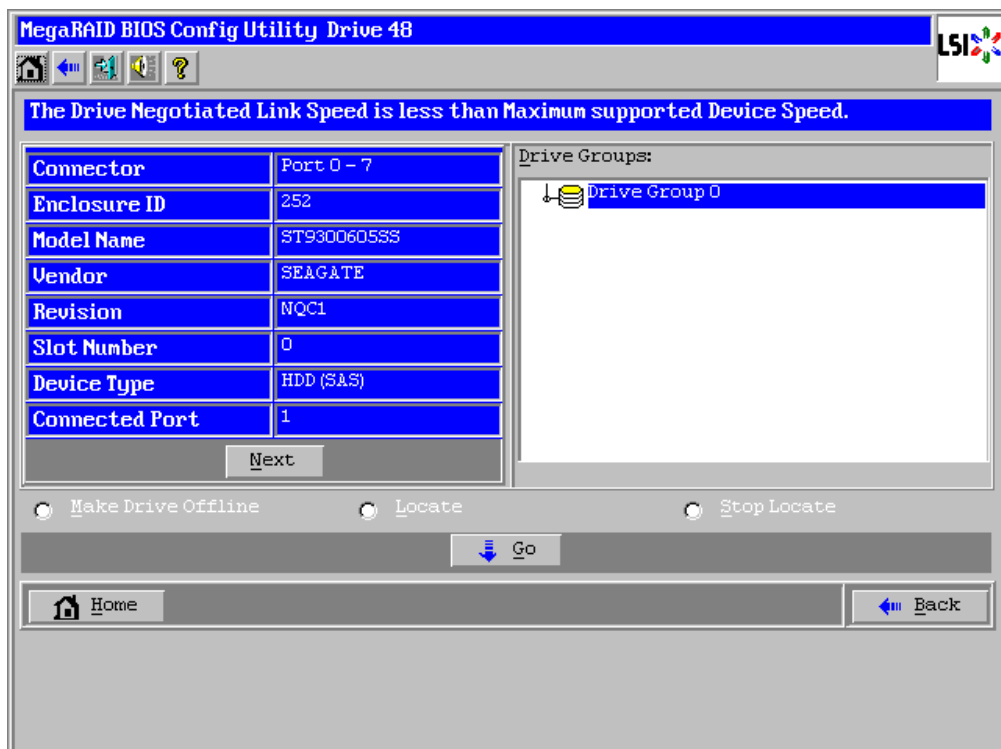 MegaRAID BIOS Config Utility Drive 48
LSI
The Drive Negotiated Link Speed is less than Maximum supported Device Speed.
Connector Port 0 - 7
Enclosure ID 252
Model Name ST9300605SS
Vendor SEAGATE
Revision NQC1
Slot Number 0
Device Type HDD (SAS)
Connected Port 1
Next
Drive Groups:
Drive Group 0
Make Drive Offline
Locate
Stop Locate
Go
Home
Back